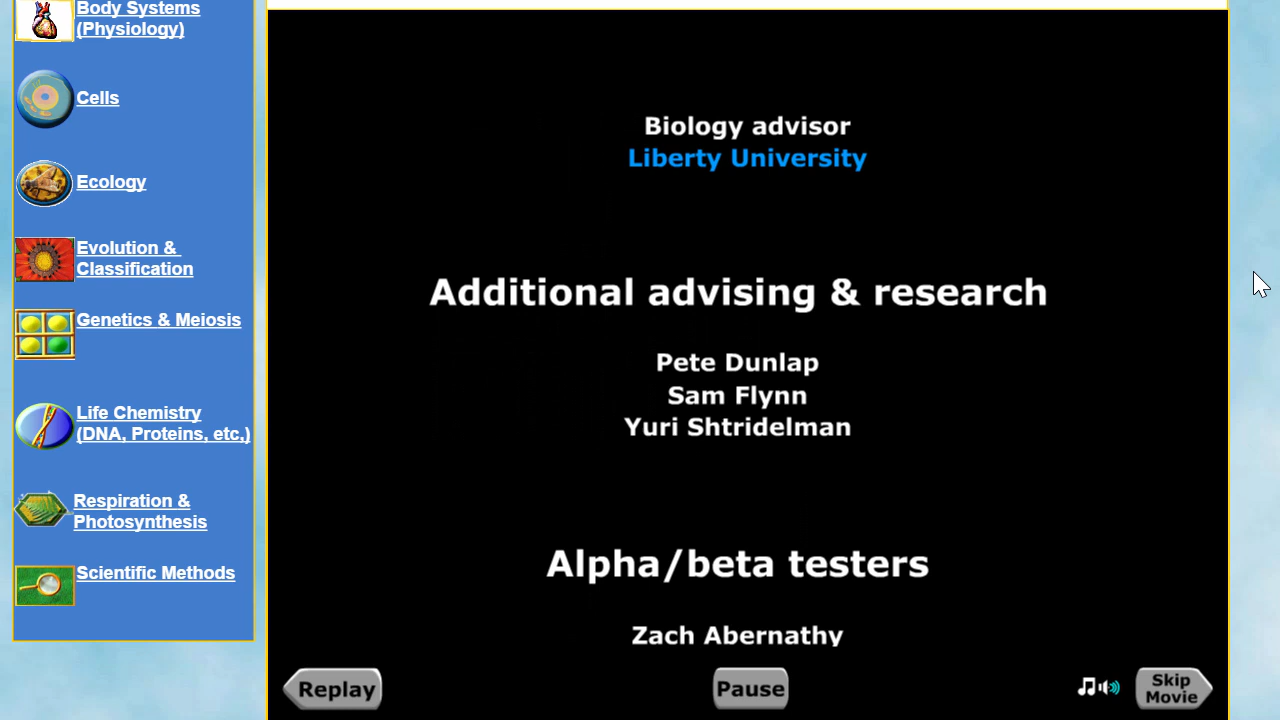 Body Systems
(Physiology)
Cells
Ecology
Evolution &
Classification
Genetics & Meiosis
Life Chemistry
(DNA, Proteins, etc,)
Respiration &
Photosynthesis
Scientific Methods
Biology advisor
Liberty University
Additional advising & research
Pete Dunlap
Sam Flynn
Yuri Shtridelman
Alpha/beta testers
Zach Abernathy
Replay
Pause
Skip
Movie